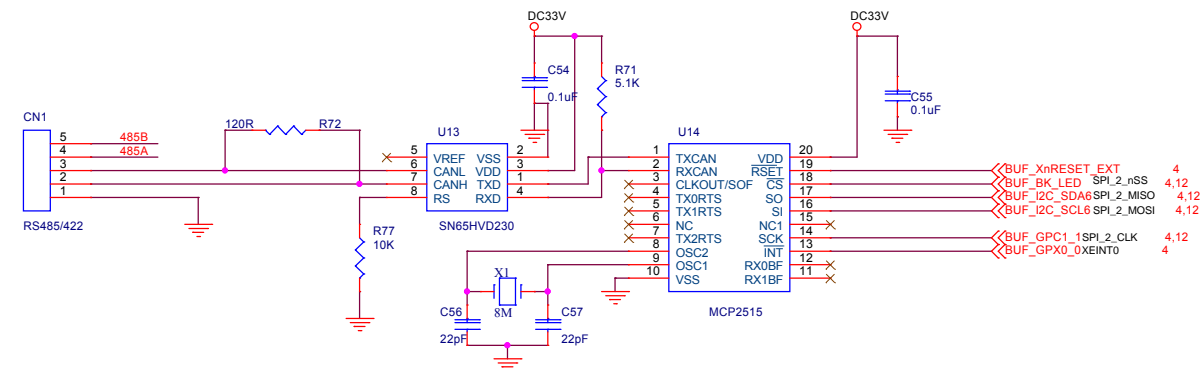 DC33V
DC33V
C54
0.1uF
R71
5.1K
C55
0.1uF
CN1
5 485B
4 485A
3
2
1
RS485/422
120R R72
U13
5 VREF VSS 2
6 CANL VDD 3
7 CANH TXD 1
8 RS RXD 4
SN65HVD230
R77
10K
U14
1 TXCAN VDD 20
2 RXCAN RSET 19
3 CLKOUT/SOF CS 18
4 TX0RTS SO 17
5 TX1RTS SI 16
6 NC NC1 15
7 TX2RTS SCK 14
8 OSC2 INT 13
9 OSC1 RX0BF 12
10 VSS RX1BF 11
MCP2515
BUF_XnRESET_EXT 4
BUF_BK_LED SPI_2_nSS 4,12
BUF_I2C_SDA6 SPI_2_MISO 4,12
BUF_I2C_SCL6 SPI_2_MOSI 4,12
BUF_GPC1_1 SPI_2_CLK 4,12
BUF_GPX0_0 XEINT0 4
X1
8M
C56
22pF
C57
22pF